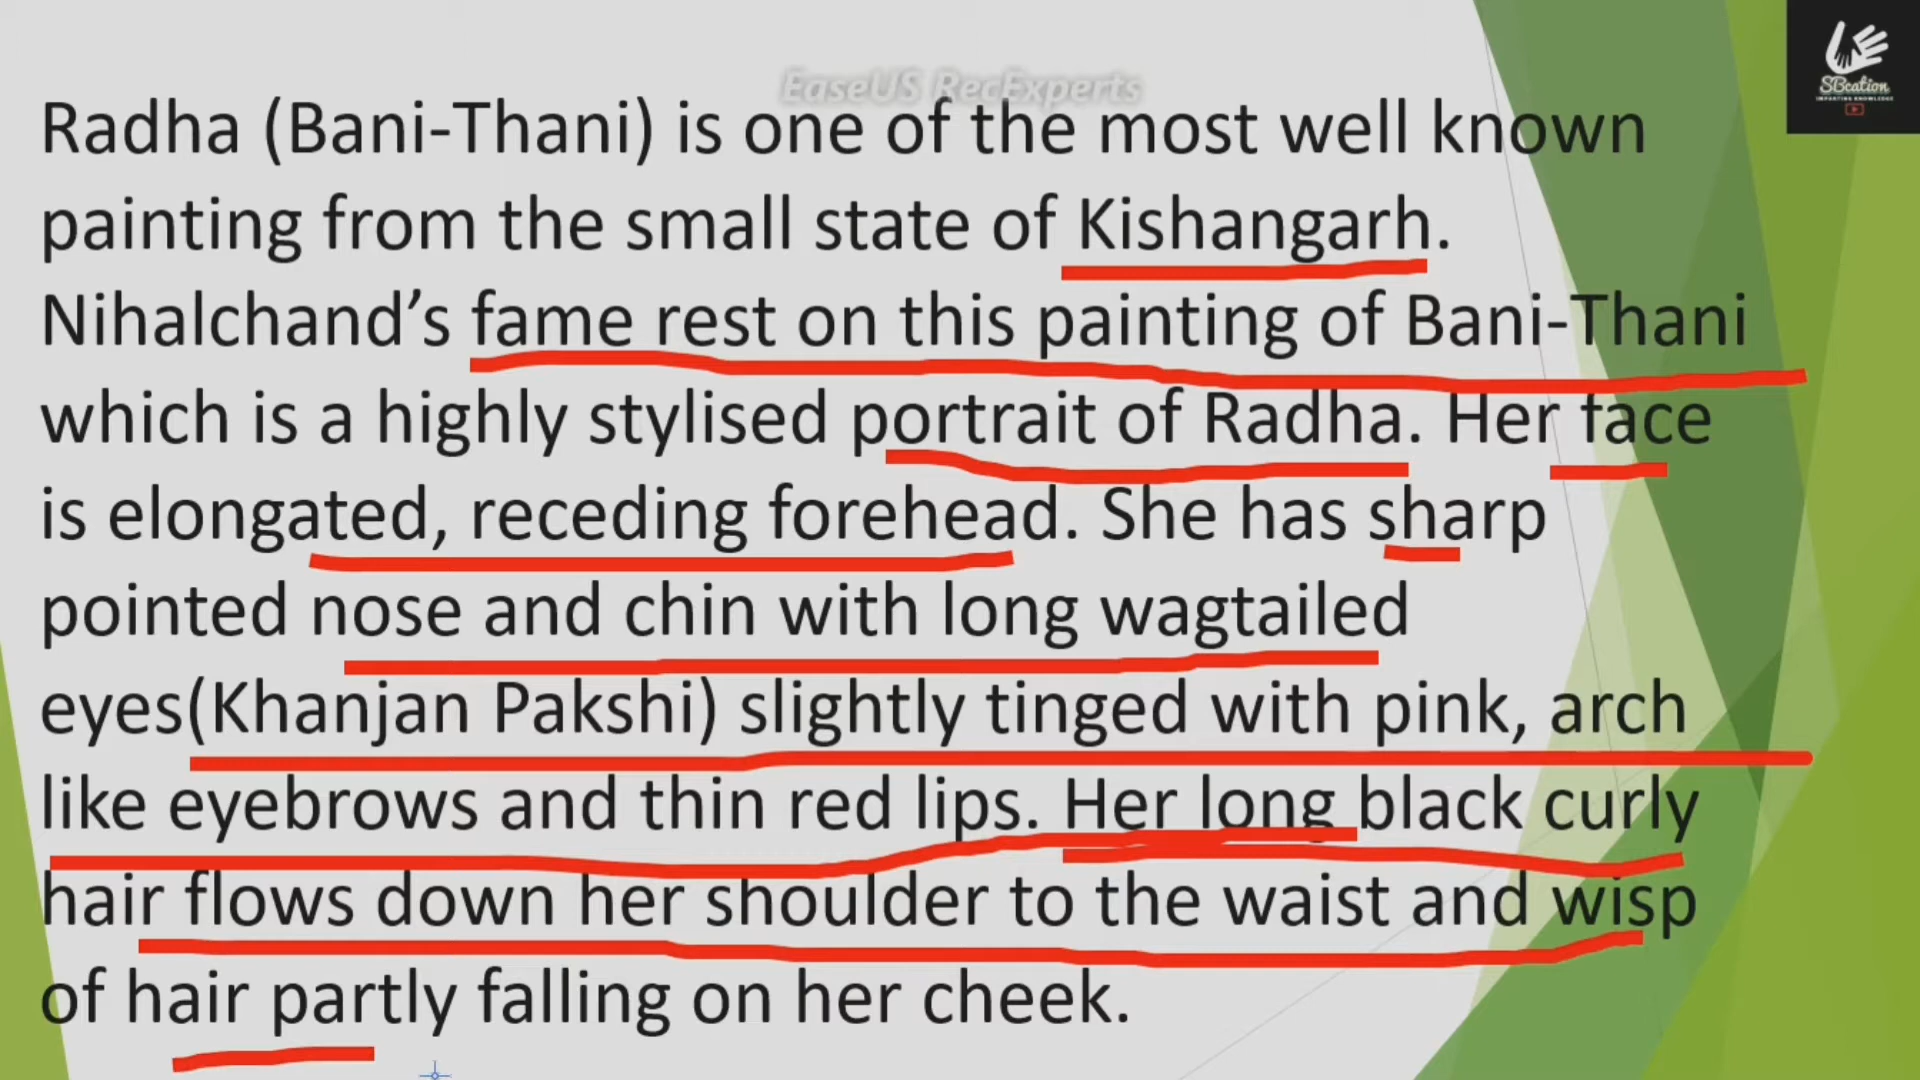 EaseUS RecExperts
SBcation
IMPARTING KNOWLEDGE
Radha (Bani-Thani) is one of the most well known
painting from the small state of Kishangarh.
Nihalchand’s fame rest on this painting of Bani-Thani
which is a highly stylised portrait of Radha. Her face
is elongated, receding forehead. She has sharp
pointed nose and chin with long wagtailed
eyes(Khanjan Pakshi) slightly tinged with pink, arch
like eyebrows and thin red lips. Her long black curly
hair flows down her shoulder to the waist and wisp
of hair partly falling on her cheek.